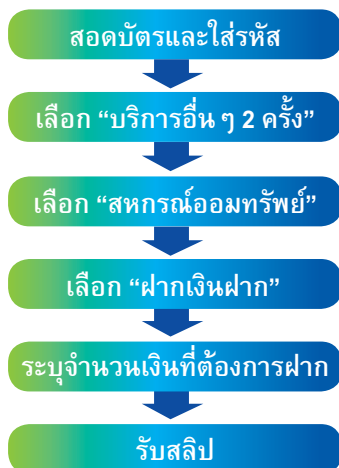 สอดบัตรและใส่รหัส
เลือก “บริการอื่น ๆ 2 ครั้ง”
เลือก “สหกรณ์ออมทรัพย์”
เลือก “ฝากเงินฝาก”
ระบุจำนวนเงินที่ต้องการฝาก
รับสลิป